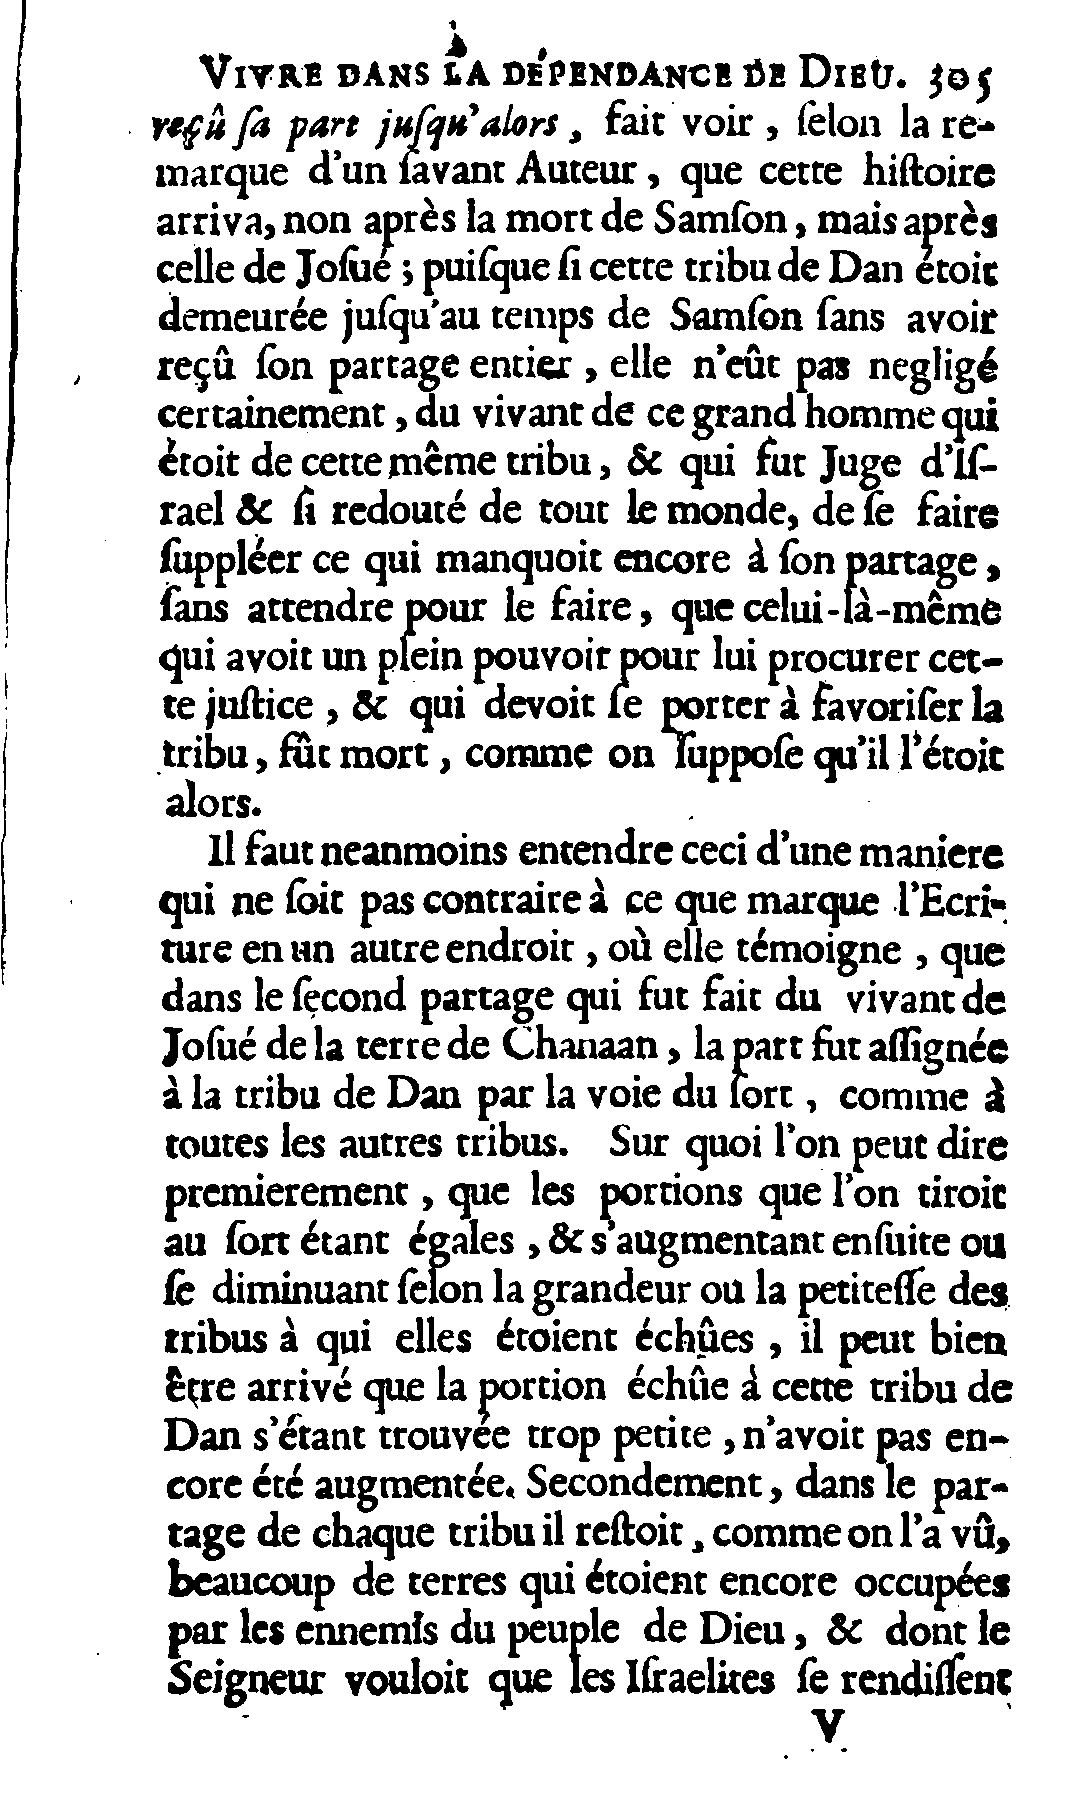 VIVRE DANS LA DÉPENDANCE DE DIEU. 305
reçû ſa part juſqu'alors, fait voir, ſelon la re-
marque d'un ſavant Auteur, que cette hiſtoire
arriva, non après la mort de Samſon, mais après
celle de Joſué; puiſque ſi cette tribu de Dan étoit
demeurée juſqu'au temps de Samſon ſans avoir
reçû ſon partage entier, elle n'eût pas negligé
certainement, du vivant de ce grand homme qui
étoit de cette même tribu, & qui fut Juge d'Iſ-
rael & ſi redouté de tout le monde, de ſe faire
ſuppléer ce qui manquoit encore à ſon partage,
ſans attendre pour le faire, que celui-là-même
qui avoit un plein pouvoir pour lui procurer cet-
te juſtice, & qui devoit ſe porter à favoriſer la
tribu, fût mort, comme on ſuppoſe qu'il l'étoit
alors.
Il faut neanmoins entendre ceci d'une maniere
qui ne ſoit pas contraire à ce que marque l'Ecri-
ture en un autre endroit, où elle témoigne, que
dans le ſecond partage qui fut fait du vivant de
Joſué de la terre de Chanaan, la part fut aſſignée
à la tribu de Dan par la voie du ſort, comme à
toutes les autres tribus. Sur quoi l'on peut dire
premierement, que les portions que l'on tiroit
au ſort étant égales, & s'augmentant enſuite ou
ſe diminuant ſelon la grandeur ou la petiteſſe des
tribus à qui elles étoient échûes, il peut bien
être arrivé que la portion échûe à cette tribu de
Dan s'étant trouvée trop petite, n'avoit pas en-
core été augmentée. Secondement, dans le par-
tage de chaque tribu il reſtoit, comme on l'a vû,
beaucoup de terres qui étoient encore occupées
par les ennemis du peuple de Dieu, & dont le
Seigneur vouloit que les Iſraelites ſe rendiſſent
V